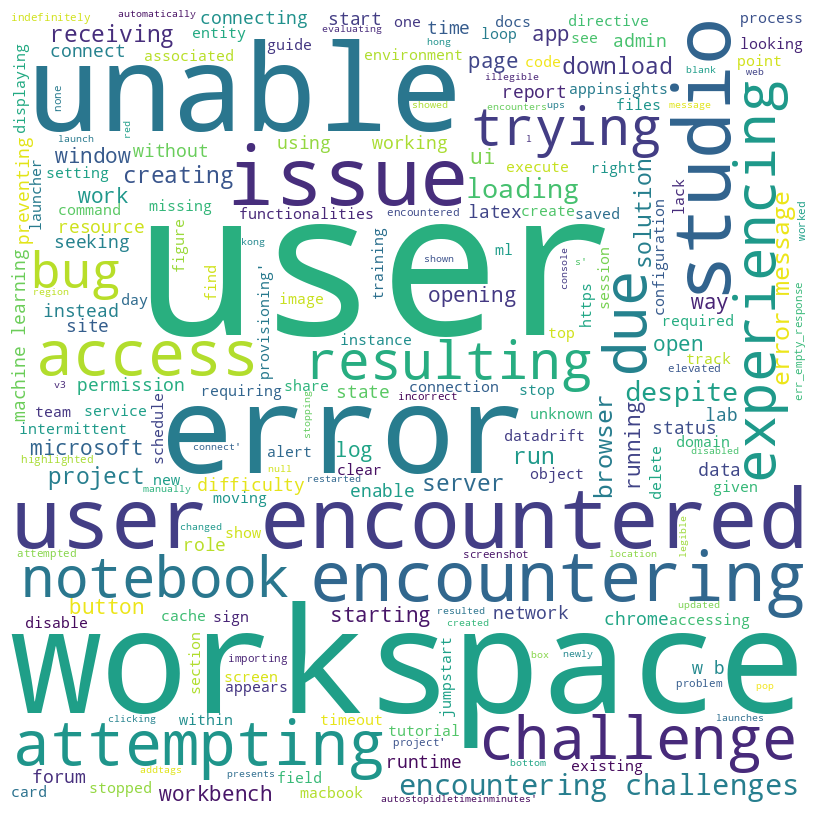 indefinitely
automatically
evaluating
hong
connecting
entity
start
one
time
docs
loop
directive
see
admin
process
looking
receiving
connect
associated
guide
environment
page
app
download
code
point
web
message
displaying
none
red
unable
showed
illegible
encounters
ups
report
appinsights
files
blank
studio
launch
launcher
preventing
window
setting
without
creating
using
working
ui
trying
execute
l
right
experiencing
work
command
resource
seeking
missing
issue
functionalities
encountered
loading
latex
create
saved
solution
configuration
lack
error message
worked
machine learning
bug
figure
find
kong
user
shown
ml
training
opening
console
s'
https
session
due
way
required
region
day
instead
site
provisioning'
image
instance
top
open
track
elevated
err_empty_response
access
resulting
v3
permission
requiring
share
state
connection
stop
despite
disabled
team
service
schedule
incorrect
unknown
browser
running
lab
status
intermittent
microsoft
connect'
alert
stopping
error
log
clear
datadrift
object
run
delete
domain
data
given
highlighted
project
new
manually
moving
difficulty
null
restarted
enable
server
user encountered
changed
attempted
role
show
screenshot
location
legible
notebook
encountering
button
disable
cache
sign
starting
resulted
created
network
chrome
updated
accessing
workspace
section
importing
screen
appears
jumpstart
box
newly
w b
problem
pop
attempting
clicking
within
timeout
project'
tutorial
runtime
challenge
launches
existing
bottom
forum
addtags
presents
field
card
stopped
workbench
macbook
autostopidletimeinminutes'
encountering challenges